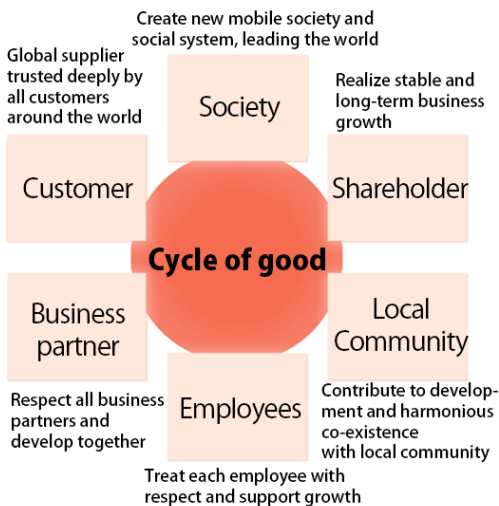 Create new mobile society and
social system, leading the world
Society
Global supplier
trusted deeply by
all customers
around the world
Customer
Realize stable and
long-term business
growth
Shareholder
Cycle of good
Business
partner
Respect all business
partners and
develop together
Local
Community
Contribute to develop-
ment and harmonious
co-existence
with local community
Employees
Treat each employee with
respect and support growth